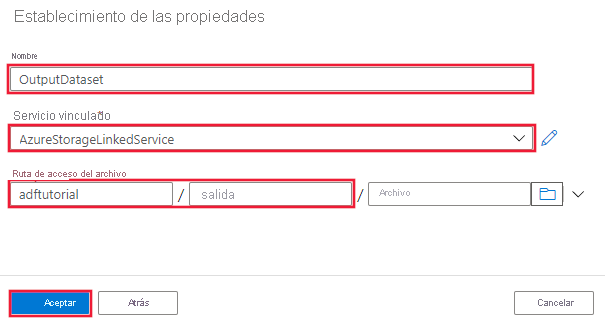 Establecimiento de las propiedades
Nombre
OutputDataset
Servicio vinculado
AzureStorageLinkedService
Ruta de acceso del archivo
adftutorial / salida / Archivo
Aceptar Atrás Cancelar